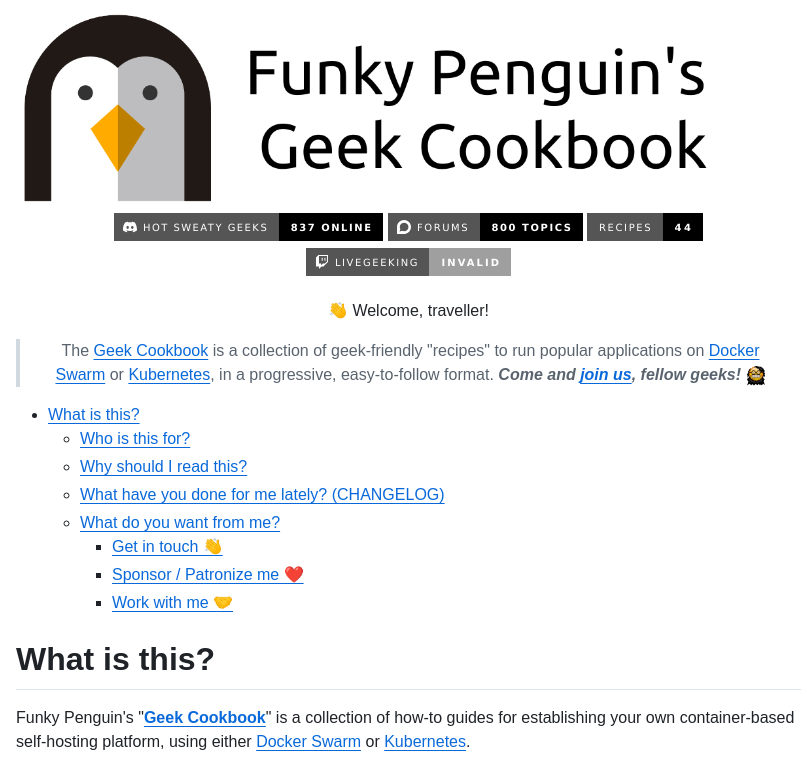 Funky Penguin's
Geek Cookbook
HOT SWEATY GEEKS 837 ONLINE FORUMS 800 TOPICS RECIPES 44
LIVEGEEKING INVALID
👋 Welcome, traveller!
The Geek Cookbook is a collection of geek-friendly "recipes" to run popular applications on Docker
Swarm or Kubernetes, in a progressive, easy-to-follow format. Come and join us, fellow geeks!
What is this?
Who is this for?
Why should I read this?
What have you done for me lately? (CHANGELOG)
What do you want from me?
Get in touch 👋
Sponsor / Patronize me ❤️
Work with me 🤝
What is this?
Funky Penguin's "Geek Cookbook" is a collection of how-to guides for establishing your own container-based
self-hosting platform, using either Docker Swarm or Kubernetes.